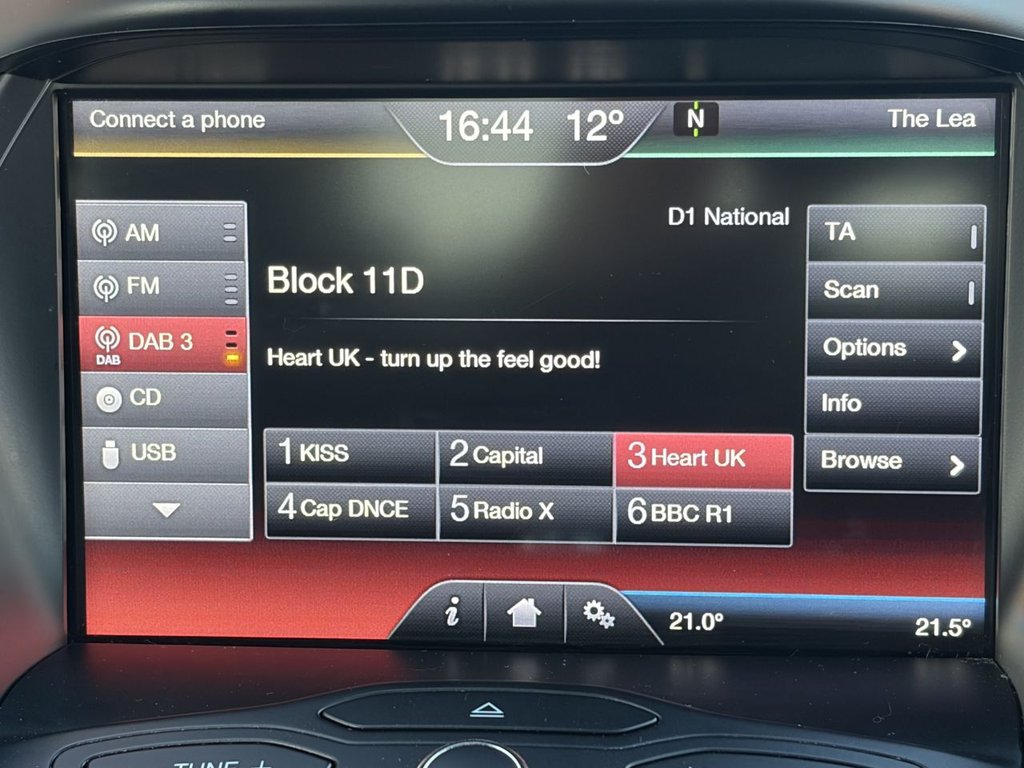 Connect a phone
16:44 12°
N
The Lea
AM
FM
DAB
DAB 3
CD
USB
D1 National
Block 11D
Heart UK - turn up the feel good!
1 KISS
2 Capital
3 Heart UK
4 Cap DNCE
5 Radio X
6 BBC R1
TA
Scan
Options
Info
Browse
i
21.0°
21.5°
TUNE +